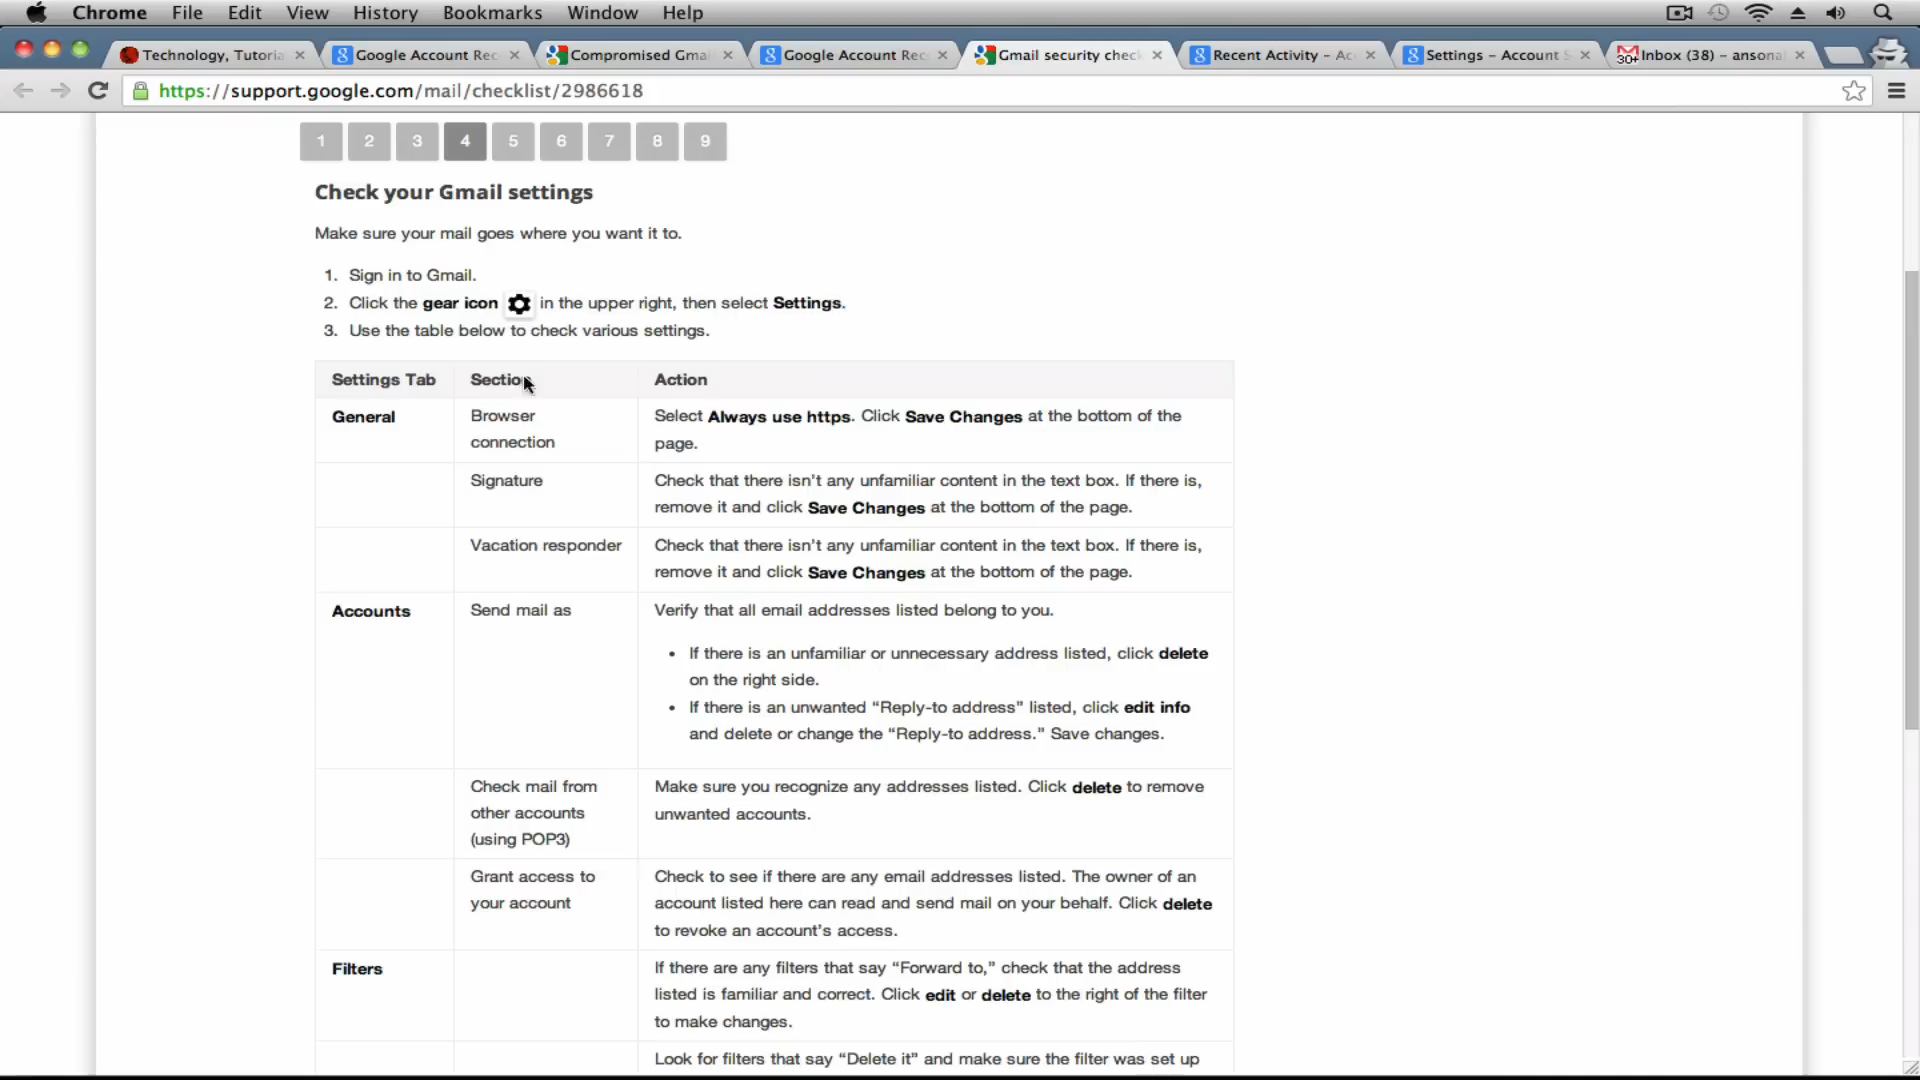 Chrome File Edit View History Bookmarks Window Help
Technology, Tutoria
Google Account Rec
Compromised Gmai
Google Account Rec
Gmail security chec
Recent Activity – Ac
Settings – Account S
30+ Inbox (38) – ansona
https://support.google.com/mail/checklist/2986618
1 2 3 4 5 6 7 8 9
Check your Gmail settings
Make sure your mail goes where you want it to.
1. Sign in to Gmail.
2. Click the gear icon in the upper right, then select Settings.
3. Use the table below to check various settings.
Settings Tab Section Action
General Browser Select Always use https. Click Save Changes at the bottom of the
connection page.
Signature Check that there isn't any unfamiliar content in the text box. If there is,
remove it and click Save Changes at the bottom of the page.
Vacation responder Check that there isn't any unfamiliar content in the text box. If there is,
remove it and click Save Changes at the bottom of the page.
Accounts Send mail as Verify that all email addresses listed belong to you.
• If there is an unfamiliar or unnecessary address listed, click delete
on the right side.
• If there is an unwanted “Reply-to address” listed, click edit info
and delete or change the “Reply-to address.” Save changes.
Check mail from Make sure you recognize any addresses listed. Click delete to remove
other accounts unwanted accounts.
(using POP3)
Grant access to Check to see if there are any email addresses listed. The owner of an
your account account listed here can read and send mail on your behalf. Click delete
to revoke an account's access.
Filters If there are any filters that say “Forward to,” check that the address
listed is familiar and correct. Click edit or delete to the right of the filter
to make changes.
Look for filters that say “Delete it” and make sure the filter was set up